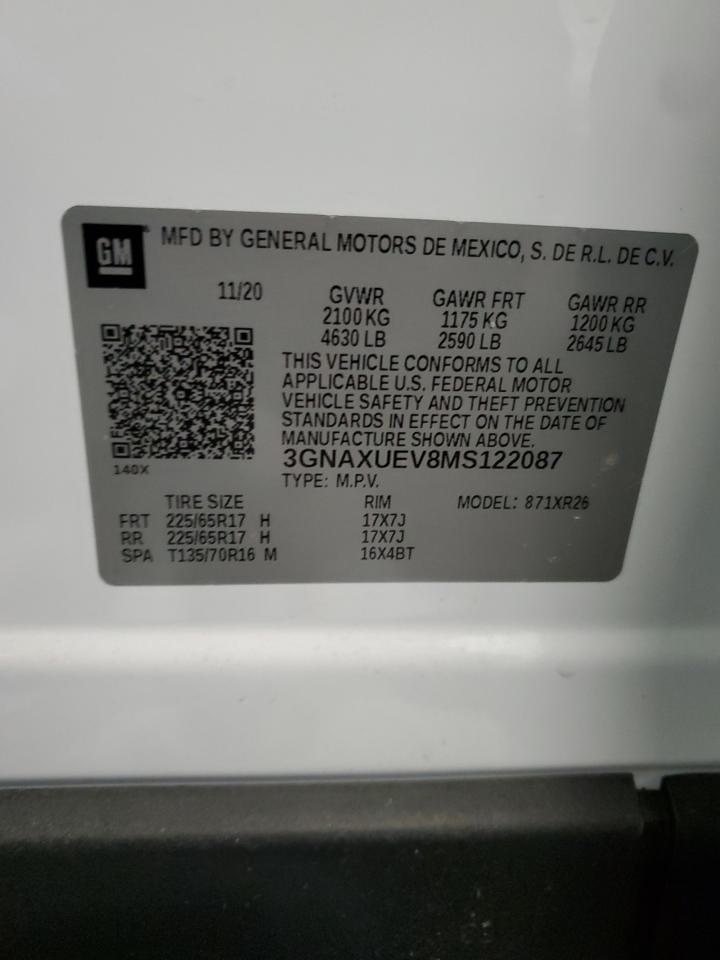 GM
MFD BY GENERAL MOTORS DE MEXICO, S. DE R.L. DE C.V.
11/20
GVWR GAWR FRT GAWR RR
2100 KG 1175 KG 1200 KG
4630 LB 2590 LB 2645 LB
THIS VEHICLE CONFORMS TO ALL
APPLICABLE U.S. FEDERAL MOTOR
VEHICLE SAFETY AND THEFT PREVENTION
STANDARDS IN EFFECT ON THE DATE OF
MANUFACTURE SHOWN ABOVE.
3GNAXUEV8MS122087
140X
TYPE: M.P.V.
TIRE SIZE RIM MODEL: 871XR26
FRT 225/65R17 H 17X7J
RR 225/65R17 H 17X7J
SPA T135/70R16 M 16X4BT